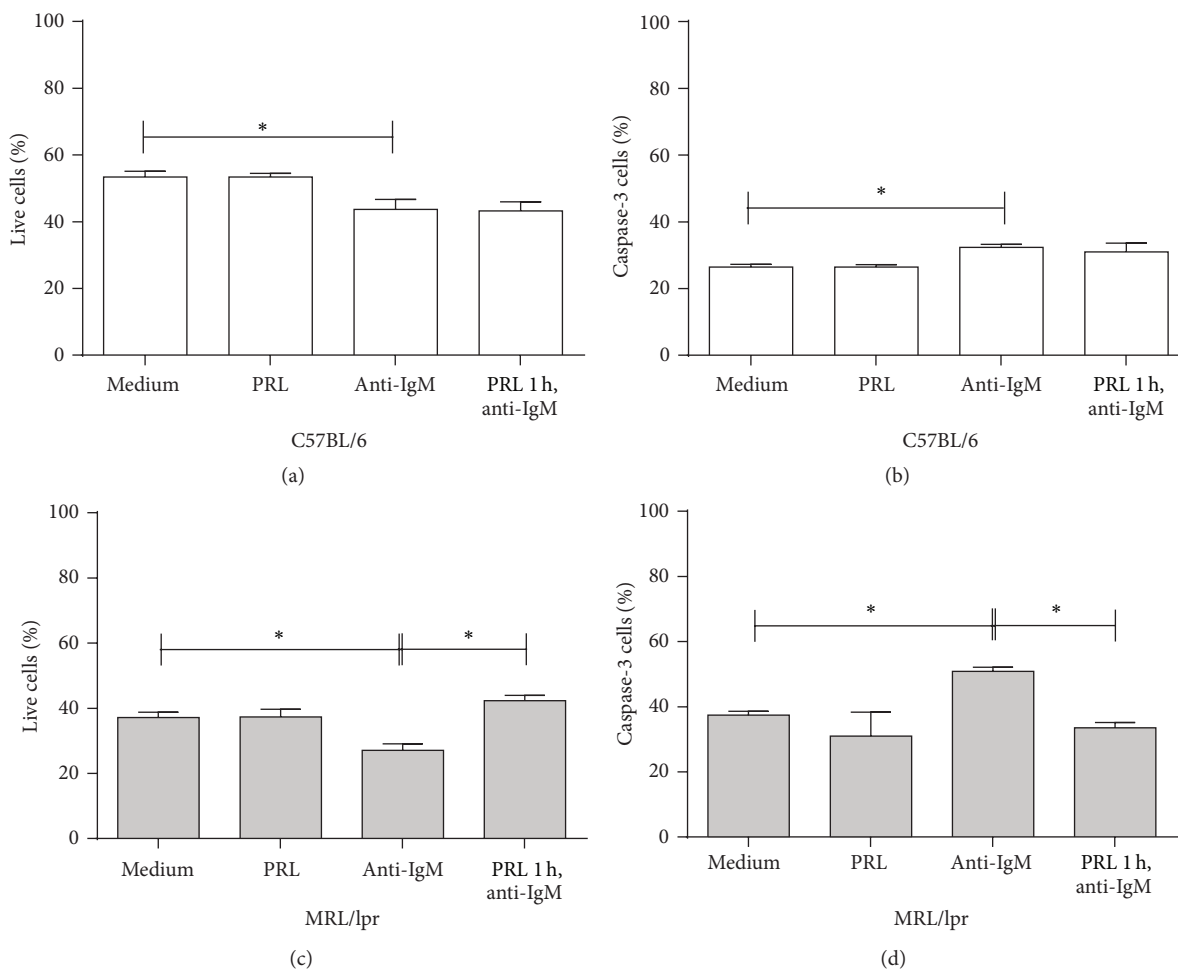 100
80
60
40
20
0
Live cells (%)
*
Medium
PRL
Anti-IgM
PRL 1 h,
anti-IgM
C57BL/6
(a)
100
80
60
40
20
0
Caspase-3 cells (%)
*
Medium
PRL
Anti-IgM
PRL 1 h,
anti-IgM
C57BL/6
(b)
100
80
60
40
20
0
Live cells (%)
*
*
Medium
PRL
Anti-IgM
PRL 1 h,
anti-IgM
MRL/lpr
(c)
100
80
60
40
20
0
Caspase-3 cells (%)
*
*
Medium
PRL
Anti-IgM
PRL 1 h,
anti-IgM
MRL/lpr
(d)